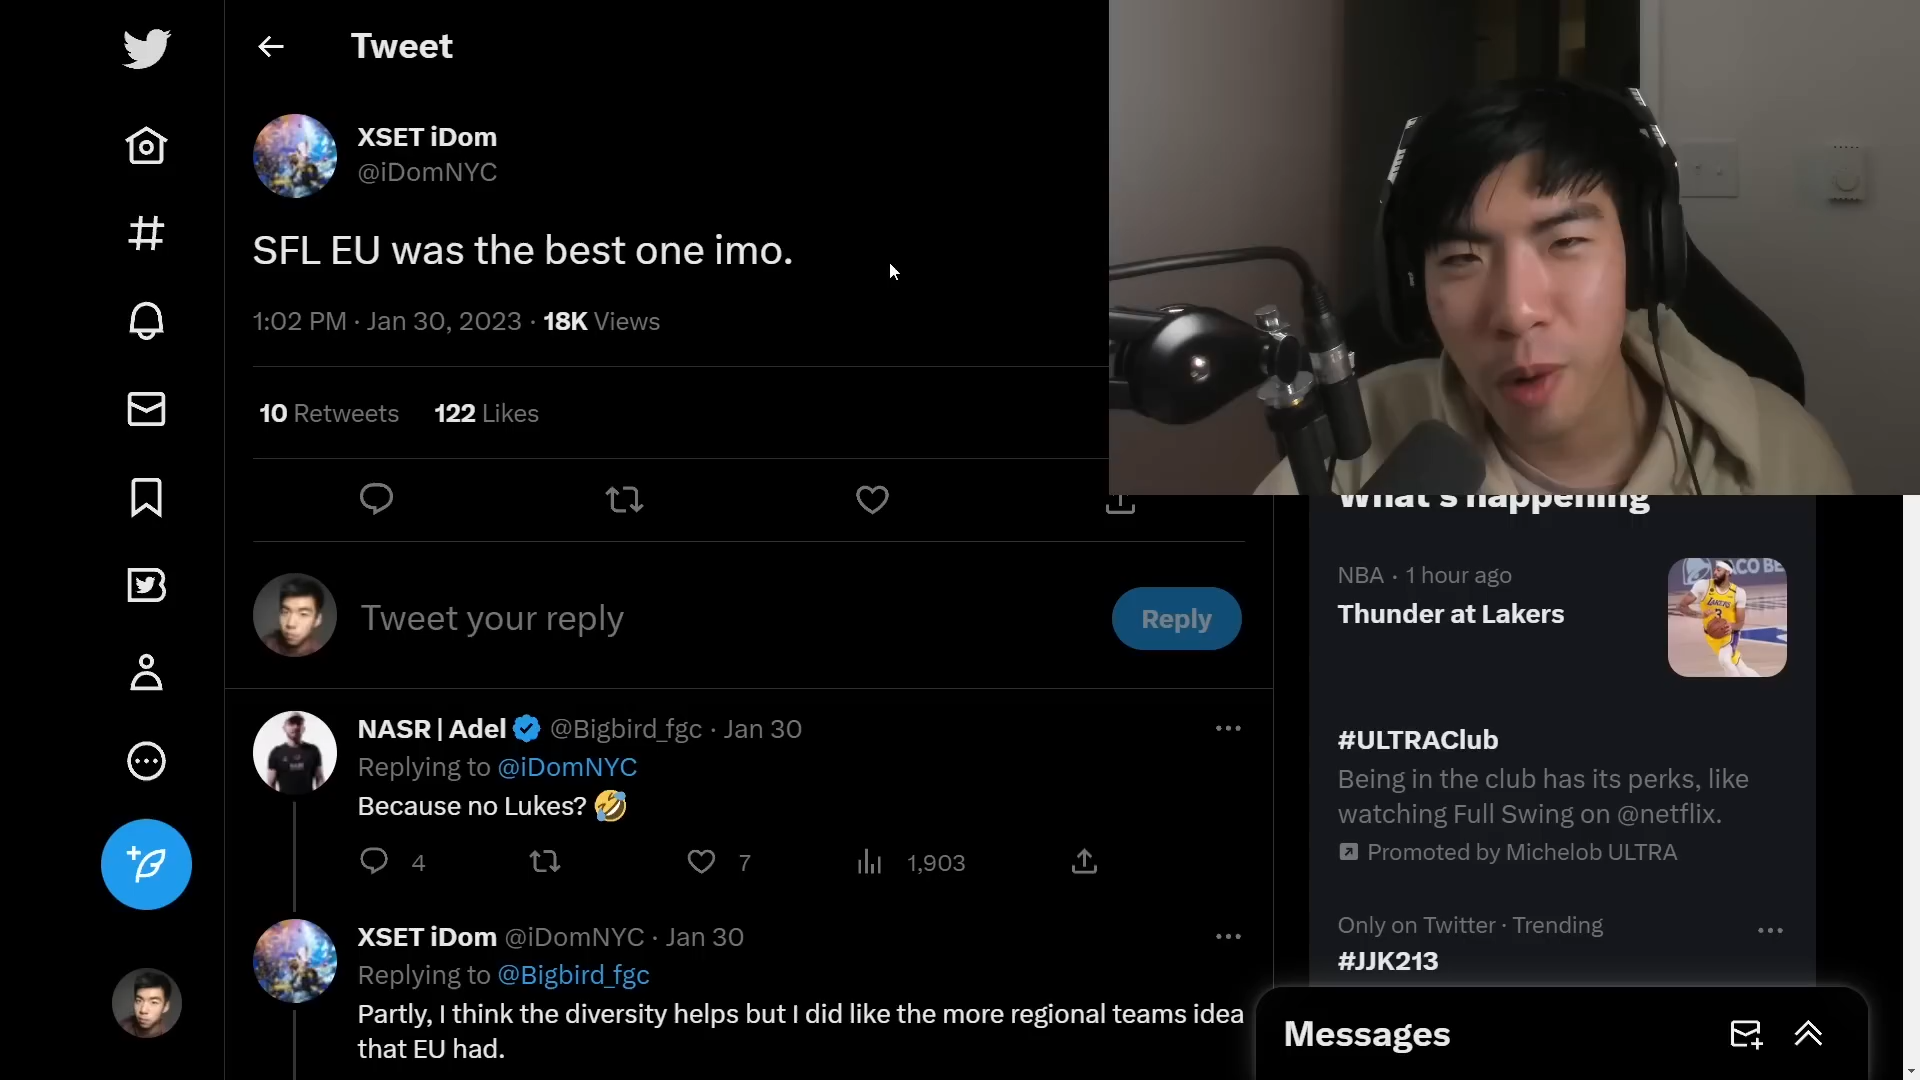 Tweet
XSET iDom
@iDomNYC
SFL EU was the best one imo.
1:02 PM · Jan 30, 2023 · 18K Views
10 Retweets 122 Likes
Tweet your reply
Reply
NASR | Adel @Bigbird_fgc · Jan 30
Replying to @iDomNYC
Because no Lukes? 🤣
4 7 1,903
XSET iDom @iDomNYC · Jan 30
Replying to @Bigbird_fgc
Partly, I think the diversity helps but I did like the more regional teams idea
that EU had.
What's happening
NBA · 1 hour ago
Thunder at Lakers
#ULTRAClub
Being in the club has its perks, like
watching Full Swing on @netflix.
Promoted by Michelob ULTRA
Only on Twitter · Trending
#JJK213
Messages